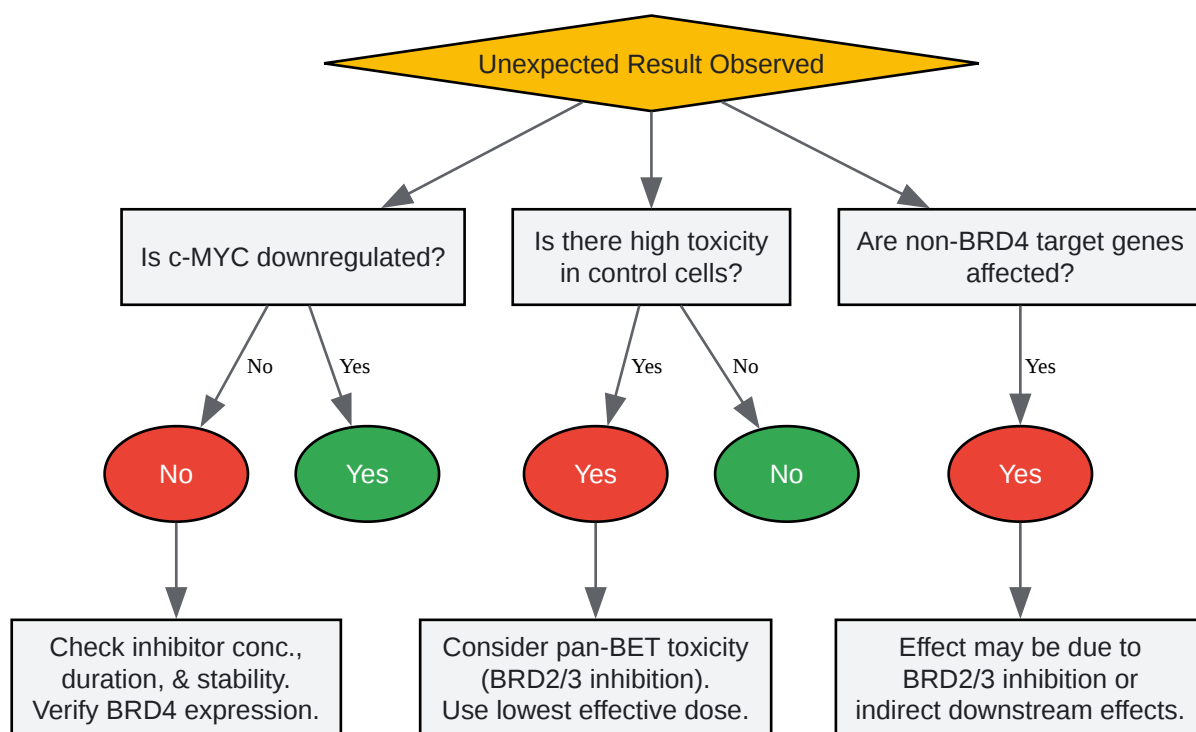 Unexpected Result Observed
Is c-MYC downregulated?
Is there high toxicity
in control cells?
Are non-BRD4 target genes
affected?
No
Yes
Yes
No
Yes
No
Yes
Yes
No
Yes
Check inhibitor conc.,
duration, & stability.
Verify BRD4 expression.
Consider pan-BET toxicity
(BRD2/3 inhibition).
Use lowest effective dose.
Effect may be due to
BRD2/3 inhibition or
indirect downstream effects.